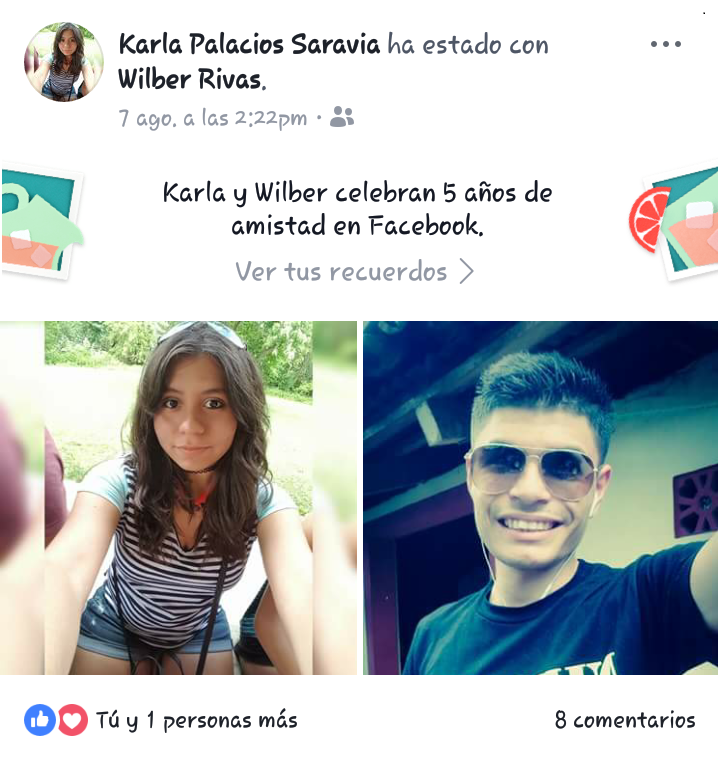 Karla Palacios Saravia ha estado con
Wilber Rivas.
7 ago. a las 2:22pm ·
Karla y Wilber celebran 5 años de
amistad en Facebook.
Ver tus recuerdos >
Tú y 1 personas más
8 comentarios